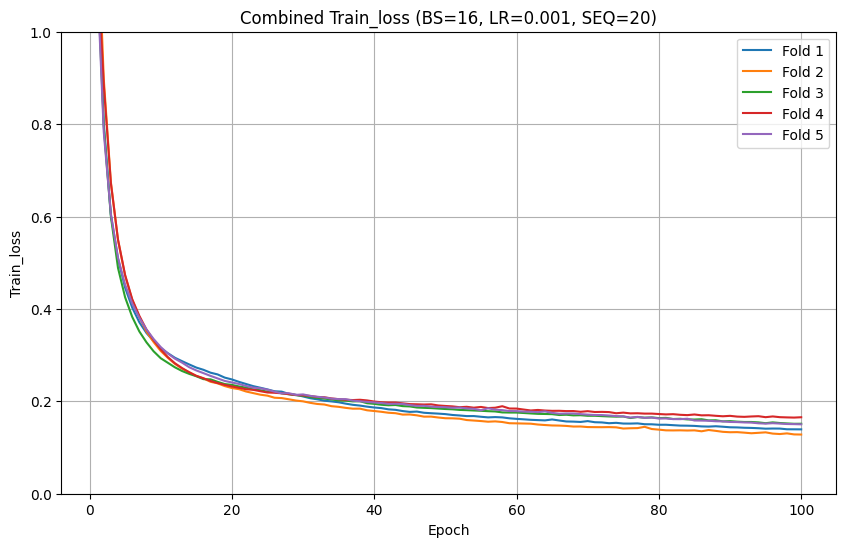 Combined Train_loss (BS=16, LR=0.001, SEQ=20)
Fold 1
Fold 2
Fold 3
Fold 4
Fold 5
Train_loss
1.0
0.8
0.6
0.4
0.2
0.0
0 20 40 60 80 100
Epoch